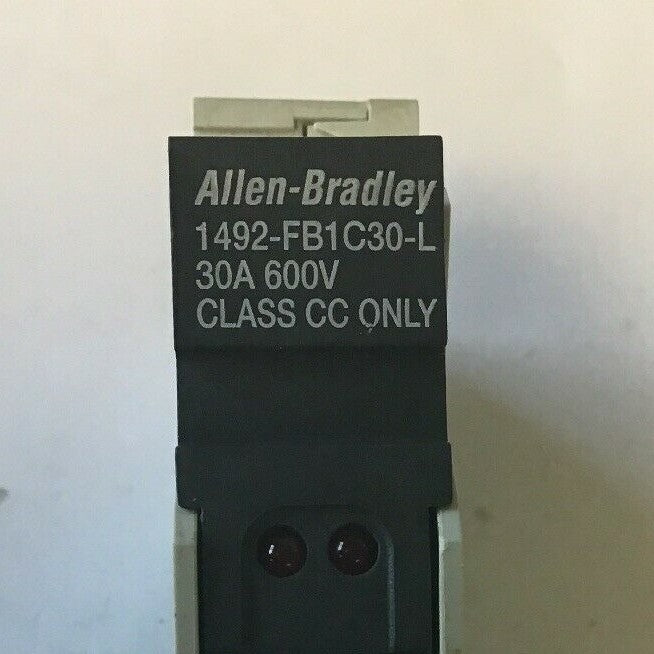 Allen-Bradley
1492-FB1C30-L
30A 600V
CLASS CC ONLY